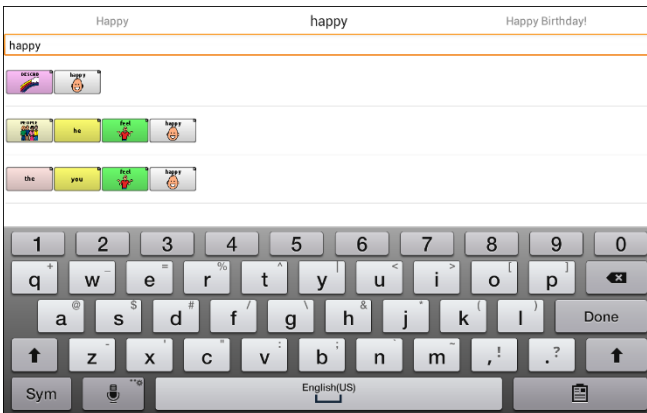 Happy happy Happy Birthday!
happy
DESCRB happy
PEOPLE he feel happy
the you feel happy
1 2 3 4 5 6 7 8 9 0
q + w - e = r % t ^ y | u < i > o [ p ]
a @ s $ d # f / g \ h & j * k ( l ) Done
z - x ' c " v : b ; n m ~ , ! . ?
Sym English(US)